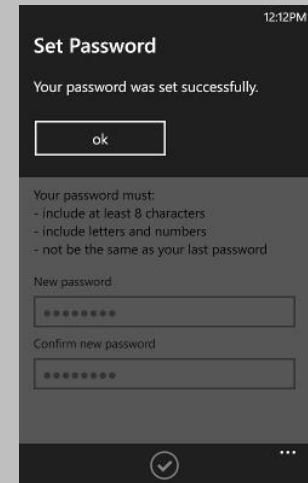 12:12PM
Set Password
Your password was set successfully.
ok
Your password must:
- include at least 8 characters
- include letters and numbers
- not be the same as your last password
New password
Confirm new password